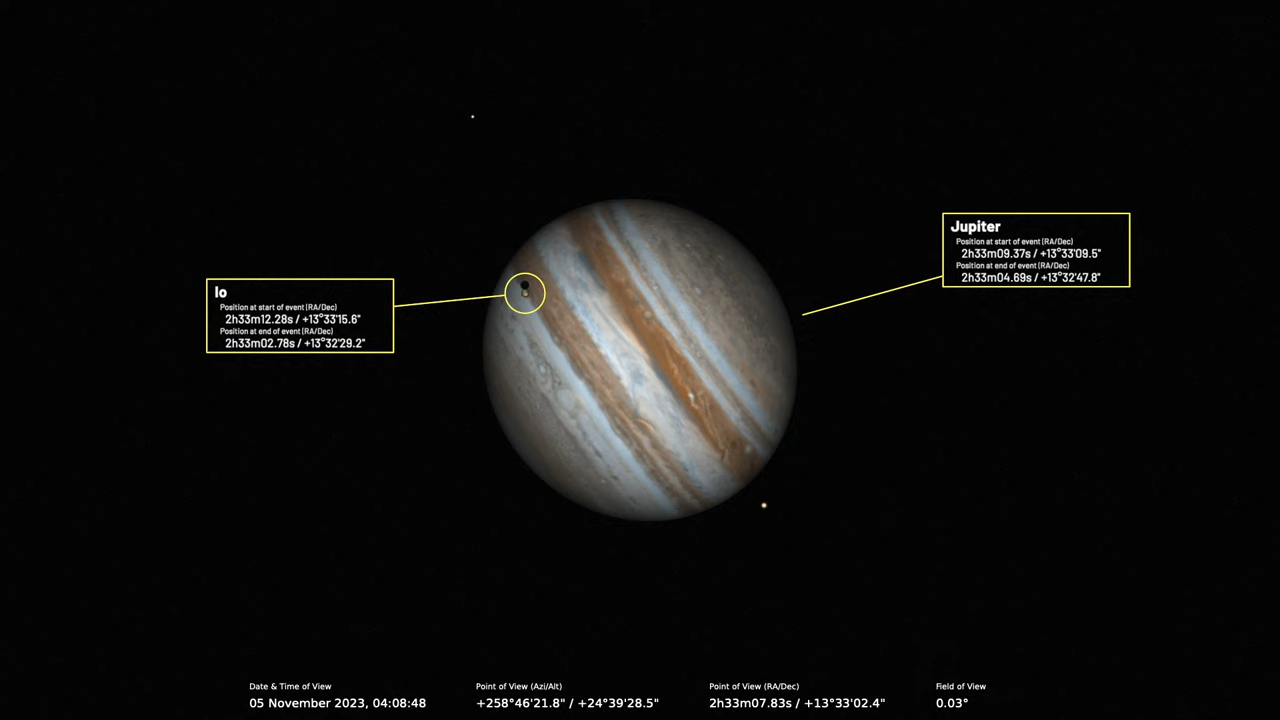 Jupiter
Position at start of event (RA/Dec)
2h33m09.37s / +13°33'09.5"
Position at end of event (RA/Dec)
2h33m04.69s / +13°32'47.8"
Io
Position at start of event (RA/Dec)
2h33m12.28s / +13°33'15.6"
Position at end of event (RA/Dec)
2h33m02.78s / +13°32'29.2"
Date & Time of View
05 November 2023, 04:08:48
Point of View (Azi/Alt)
+258°46'21.8" / +24°39'28.5"
Point of View (RA/Dec)
2h33m07.83s / +13°33'02.4"
Field of View
0.03°